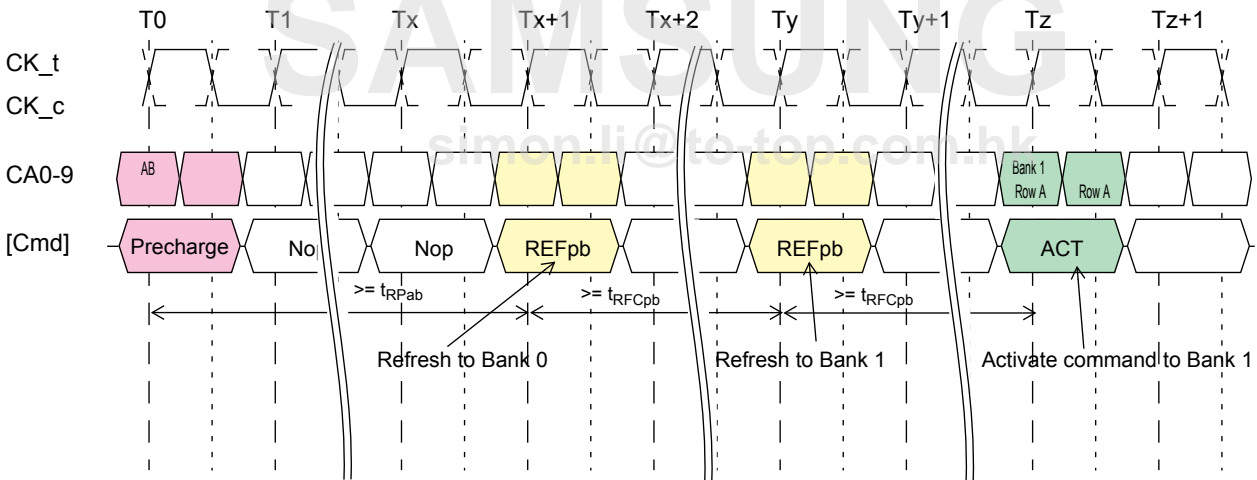 T0 T1 Tx Tx+1 Tx+2 Ty Ty+1 Tz Tz+1
SAMSUNG
CK_t
CK_c
simon.li@to-top.com.hk
CA0-9 AB Bank 1 Row A Row A
[Cmd] Precharge Nop Nop REFpb REFpb ACT
>= tRPab >= tRFCpb >= tRFCpb
Refresh to Bank 0 Refresh to Bank 1 Activate command to Bank 1